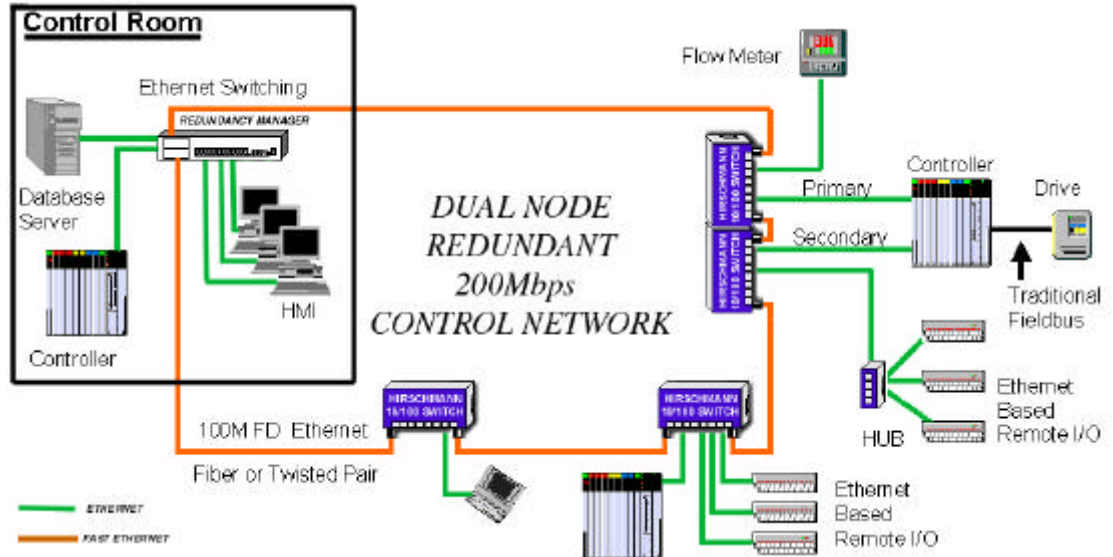 Control Room
Ethernet Switching
REDUNDANCY MANAGER
Database
Server
Controller
HMI
Flow Meter
HIRSCHMANN
10/100 SWITCH
HIRSCHMANN
10/100 SWITCH
Primary
Secondary
Controller
Drive
Traditional
Fieldbus
DUAL NODE
REDUNDANT
200Mbps
CONTROL NETWORK
HUB
Ethernet
Based
Remote I/O
HIRSCHMANN
10/100 SWITCH
HIRSCHMANN
10/100 SWITCH
100M FD Ethernet
Fiber or Twisted Pair
Ethernet
Based
Remote I/O
ETHERNET
FAST ETHERNET